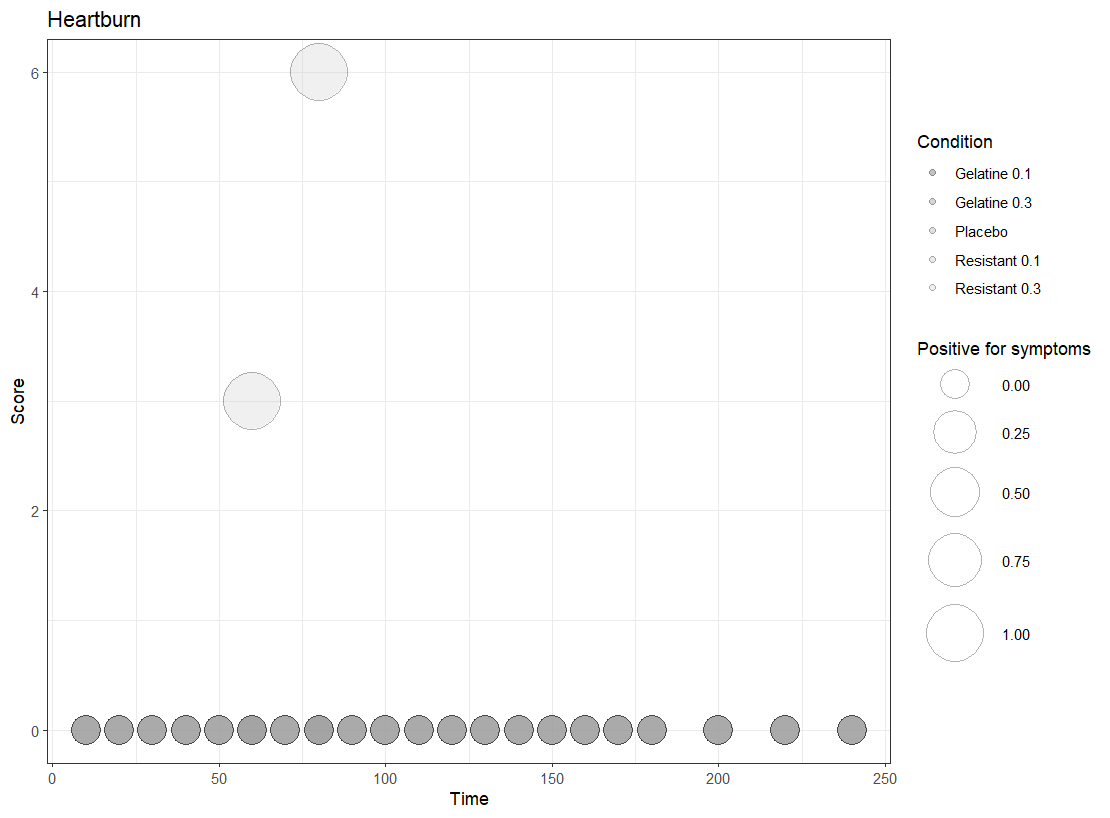 Heartburn
6
4
2
0
Score
0 50 100 150 200 250
Time
Condition
Gelatine 0.1
Gelatine 0.3
Placebo
Resistant 0.1
Resistant 0.3
Positive for symptoms
0.00
0.25
0.50
0.75
1.00